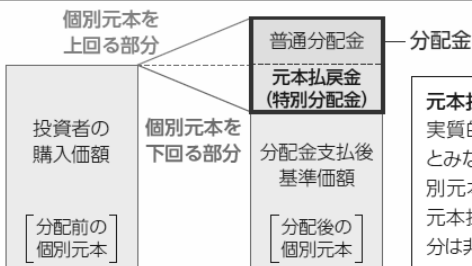 個別元本を
上回る部分
普通分配金
分配金
元本払戻金
(特別分配金)
投資者の
購入価額
個別元本を
下回る部分
分配金支払後
基準価額
分配前の
個別元本
分配後の
個別元本
元本
実質的
とみな
別元本
元本払
分は非